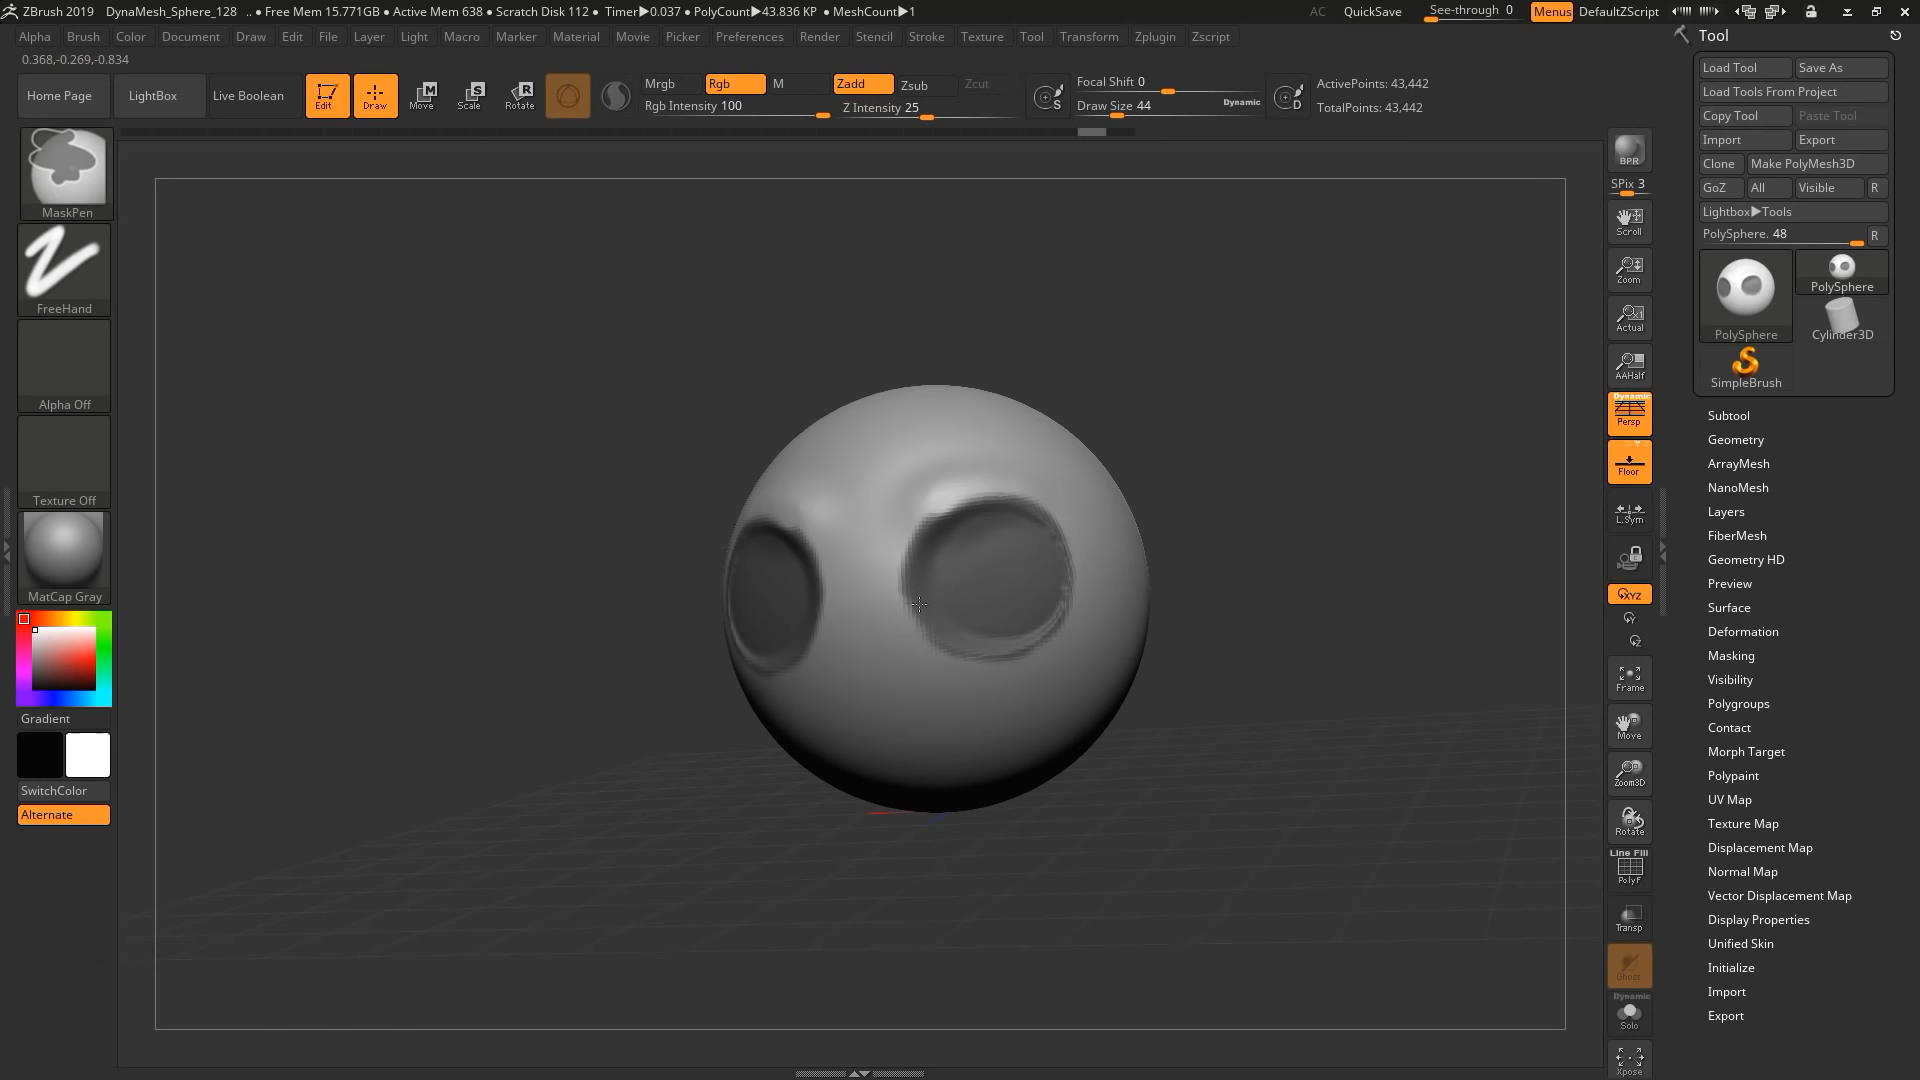 ZBrush 2019 DynaMesh_Sphere_128 .. • Free Mem 15.771GB • Active Mem 638 • Scratch Disk 112 • Timer▶0.037 • PolyCount▶43.836 KP • MeshCount▶1 AC QuickSave See-through 0 Menus DefaultZScript
Alpha Brush Color Document Draw Edit File Layer Light Macro Marker Material Movie Picker Preferences Render Stencil Stroke Texture Tool Transform Zplugin Zscript
0.368,-0.269,-0.834
Home Page LightBox Live Boolean Edit Draw Move Scale Rotate
M S R
Mrgb Rgb M Zadd Zsub Zcut
Rgb Intensity 100 Z Intensity 25
S Focal Shift 0
Draw Size 44 Dynamic
D ActivePoints: 43,442
TotalPoints: 43,442
MaskPen
FreeHand
Alpha Off
Texture Off
MatCap Gray
Gradient
SwitchColor
Alternate
BPR
SPix 3
Scroll
Zoom
Actual
AAHalf
Dynamic
Persp
Floor
L.Sym
XYZ
Y
Z
Frame
Move
Zoom3D
Rotate
Line Fill
PolyF
Transp
Ghost
Dynamic
Solo
Xpose
Tool
Load Tool Save As
Load Tools From Project
Copy Tool Paste Tool
Import Export
Clone Make PolyMesh3D
GoZ All Visible R
Lightbox▶Tools
PolySphere. 48 R
PolySphere PolySphere
Cylinder3D
SimpleBrush
Subtool
Geometry
ArrayMesh
NanoMesh
Layers
FiberMesh
Geometry HD
Preview
Surface
Deformation
Masking
Visibility
Polygroups
Contact
Morph Target
Polypaint
UV Map
Texture Map
Displacement Map
Normal Map
Vector Displacement Map
Display Properties
Unified Skin
Initialize
Import
Export